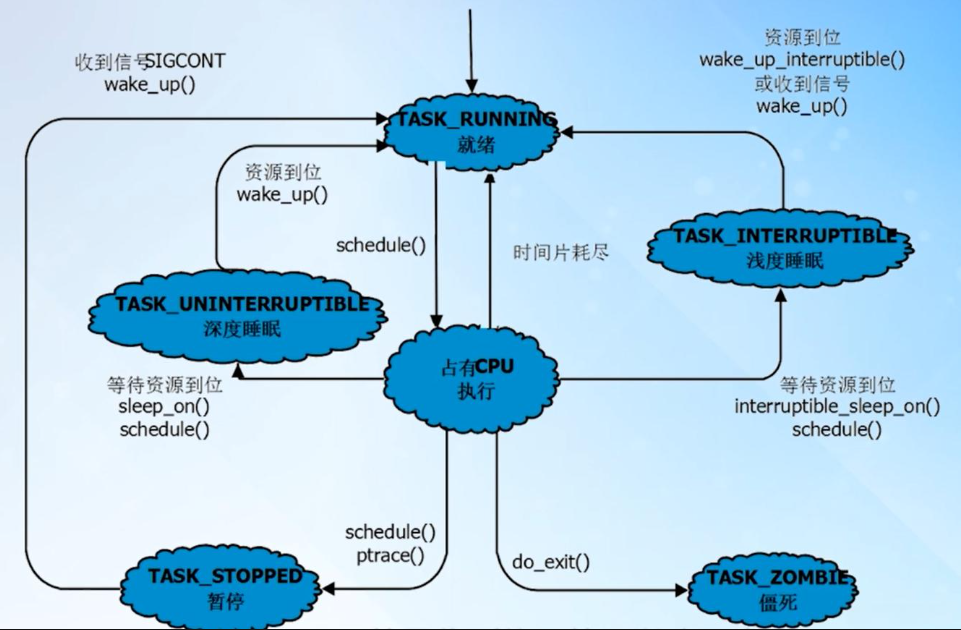 收到信号SIGCONT
wake_up()
资源到位
wake_up_interruptible()
或收到信号
wake_up()
TASK_RUNNING
就绪
资源到位
wake_up()
schedule()
时间片耗尽
TASK_INTERRUPTIBLE
浅度睡眠
TASK_UNINTERRUPTIBLE
深度睡眠
占有CPU
执行
等待资源到位
sleep_on()
schedule()
等待资源到位
interruptible_sleep_on()
schedule()
schedule()
ptrace()
do_exit()
TASK_STOPPED
暂停
TASK_ZOMBIE
僵死